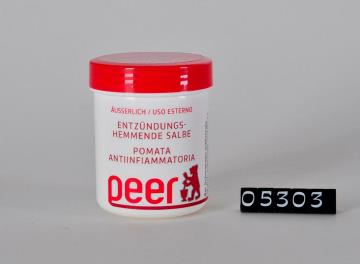 ÄUSSERLICH / USO ESTERNO
ENTZÜNDUNGS-
HEMMENDE SALBE
POMATA
ANTIINFIAMMATORIA
peer
05303